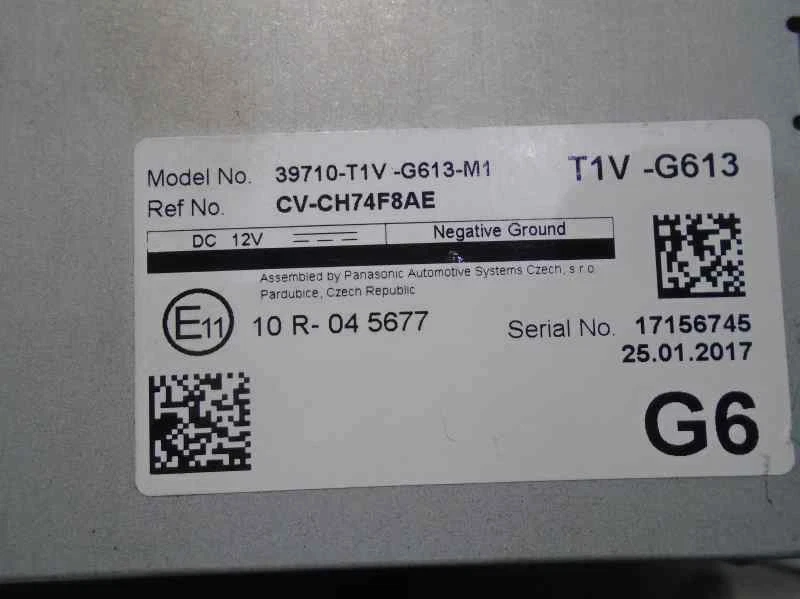 Model No. 39710-T1V -G613-M1 T1V -G613
Ref No. CV-CH74F8AE
DC 12V Negative Ground
Assembled by Panasonic Automotive Systems Czech, s.r.o.
Pardubice, Czech Republic
E11 10 R- 04 5677
Serial No. 17156745
25.01.2017
G6